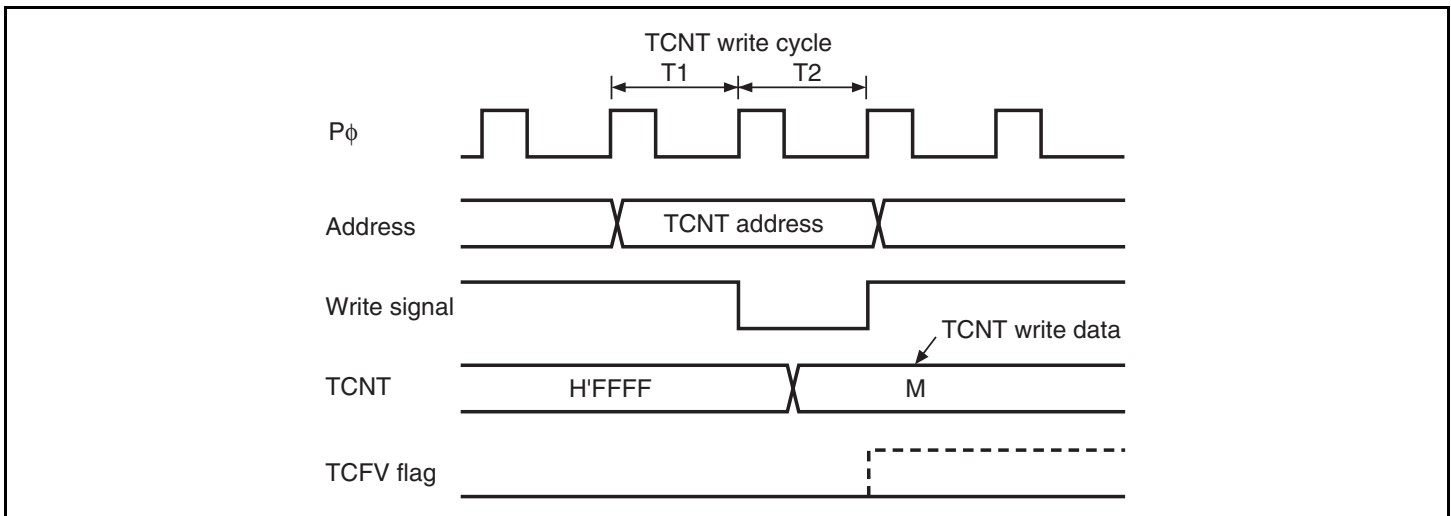 TCNT write cycle
T1 T2
Pϕ
Address TCNT address
Write signal
TCNT write data
TCNT H'FFFF M
TCFV flag